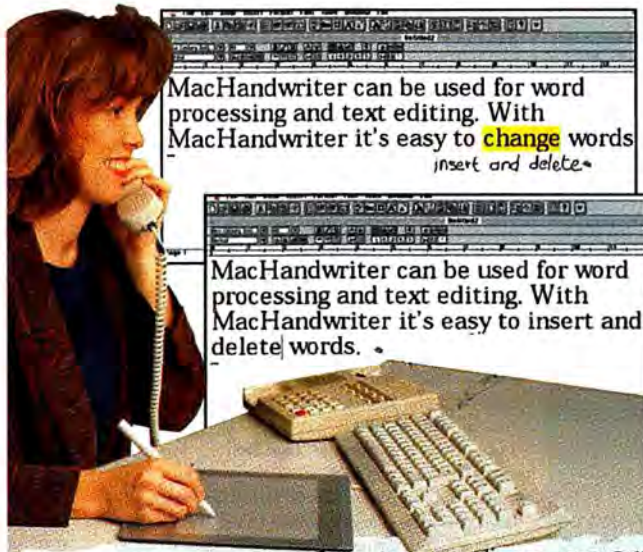 MacHandwriter can be used for word
processing and text editing. With
MacHandwriter it's easy to change words
insert and delete
MacHandwriter can be used for word
processing and text editing. With
MacHandwriter it's easy to insert and
delete words.